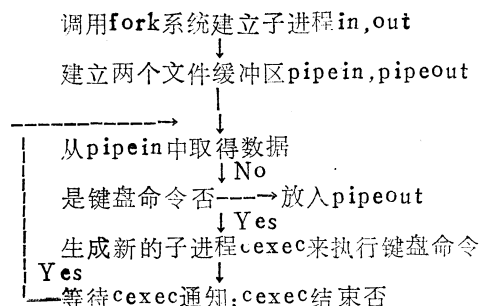 调用fork系统建立子进程in,out
建立两个文件缓冲区pipein,pipeout
从pipein中取得数据
No
是键盘命令否 放入pipeout
Yes
生成新的子进程cexec来执行键盘命令
Yes
等待cexec通知:cexec结束否